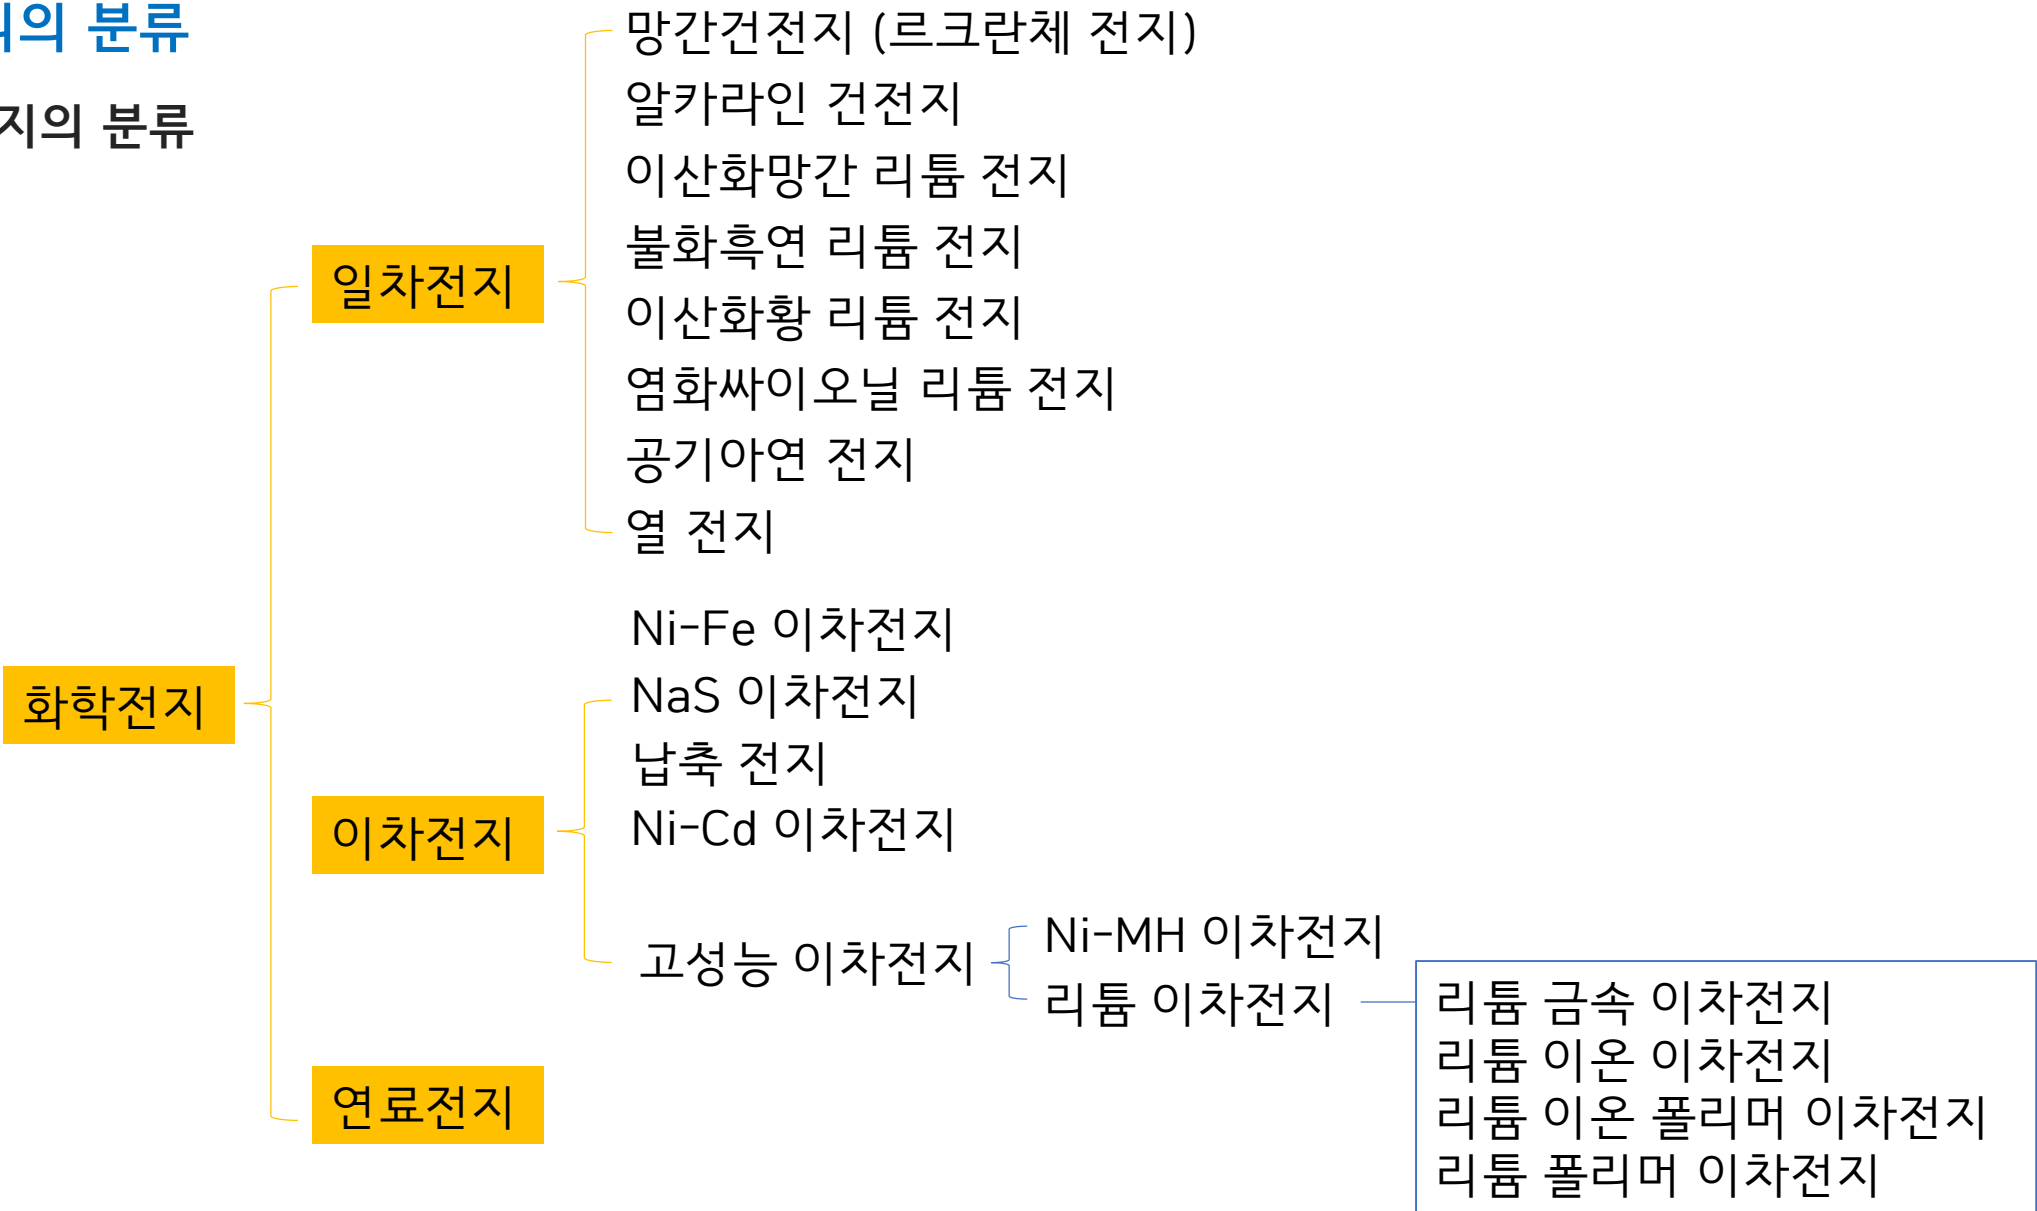 의 분류
지의 분류
망간건전지 (르크란체 전지)
알카라인 건전지
이산화망간 리튬 전지
불화흑연 리튬 전지
이산화황 리튬 전지
염화싸이오닐 리튬 전지
공기아연 전지
열 전지
일차전지
화학전지
Ni-Fe 이차전지
NaS 이차전지
납축 전지
Ni-Cd 이차전지
이차전지
고성능 이차전지
Ni-MH 이차전지
리튬 이차전지
리튬 금속 이차전지
리튬 이온 이차전지
리튬 이온 폴리머 이차전지
리튬 폴리머 이차전지
연료전지